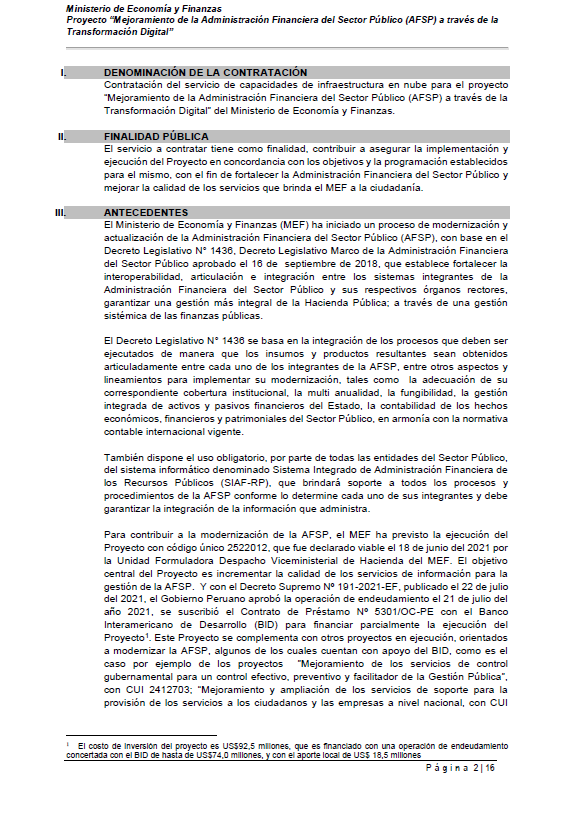 Ministerio de Economía y Finanzas
Proyecto “Mejoramiento de la Administración Financiera del Sector Público (AFSP) a través de la
Transformación Digital”
I. DENOMINACIÓN DE LA CONTRATACIÓN
Contratación del servicio de capacidades de infraestructura en nube para el proyecto
“Mejoramiento de la Administración Financiera del Sector Público (AFSP) a través de la
Transformación Digital” del Ministerio de Economía y Finanzas.
II. FINALIDAD PÚBLICA
El servicio a contratar tiene como finalidad, contribuir a asegurar la implementación y
ejecución del Proyecto en concordancia con los objetivos y la programación establecidos
para el mismo, con el fin de fortalecer la Administración Financiera del Sector Público y
mejorar la calidad de los servicios que brinda el MEF a la ciudadanía.
III. ANTECEDENTES
El Ministerio de Economía y Finanzas (MEF) ha iniciado un proceso de modernización y
actualización de la Administración Financiera del Sector Público (AFSP), con base en el
Decreto Legislativo N° 1436, Decreto Legislativo Marco de la Administración Financiera
del Sector Público aprobado el 16 de septiembre de 2018, que establece fortalecer la
interoperabilidad, articulación e integración entre los sistemas integrantes de la
Administración Financiera del Sector Público y sus respectivos órganos rectores,
garantizar una gestión más integral de la Hacienda Pública; a través de una gestión
sistémica de las finanzas públicas.
El Decreto Legislativo N° 1436 se basa en la integración de los procesos que deben ser
ejecutados de manera que los insumos y productos resultantes sean obtenidos
articuladamente entre cada uno de los integrantes de la AFSP, entre otros aspectos y
lineamientos para implementar su modernización, tales como la adecuación de su
correspondiente cobertura institucional, la multi anualidad, la fungibilidad, la gestión
integrada de activos y pasivos financieros del Estado, la contabilidad de los hechos
económicos, financieros y patrimoniales del Sector Público, en armonía con la normativa
contable internacional vigente.
También dispone el uso obligatorio, por parte de todas las entidades del Sector Público,
del sistema informático denominado Sistema Integrado de Administración Financiera de
los Recursos Públicos (SIAF-RP), que brindará soporte a todos los procesos y
procedimientos de la AFSP conforme lo determine cada uno de sus integrantes y debe
garantizar la integración de la información que administra.
Para contribuir a la modernización de la AFSP, el MEF ha previsto la ejecución del
Proyecto con código único 2522012, que fue declarado viable el 18 de junio del 2021 por
la Unidad Formuladora Despacho Viceministerial de Hacienda del MEF. El objetivo
central del Proyecto es incrementar la calidad de los servicios de información para la
gestión de la AFSP. Y con el Decreto Supremo Nº 191-2021-EF, publicado el 22 de julio
del 2021, el Gobierno Peruano aprobó la operación de endeudamiento el 21 de julio del
año 2021, se suscribió el Contrato de Préstamo Nº 5301/OC-PE con el Banco
Interamericano de Desarrollo (BID) para financiar parcialmente la ejecución del
Proyecto¹. Este Proyecto se complementa con otros proyectos en ejecución, orientados
a modernizar la AFSP, algunos de los cuales cuentan con apoyo del BID, como es el
caso por ejemplo de los proyectos “Mejoramiento de los servicios de control
gubernamental para un control efectivo, preventivo y facilitador de la Gestión Pública”,
con CUI 2412703; “Mejoramiento y ampliación de los servicios de soporte para la
provisión de los servicios a los ciudadanos y las empresas a nivel nacional, con CUI
¹ El costo de inversión del proyecto es US$92,5 millones, que es financiado con una operación de endeudamiento
concertada con el BID de hasta de US$74,0 millones, y con el aporte local de US$ 18,5 millones
Página 2|16